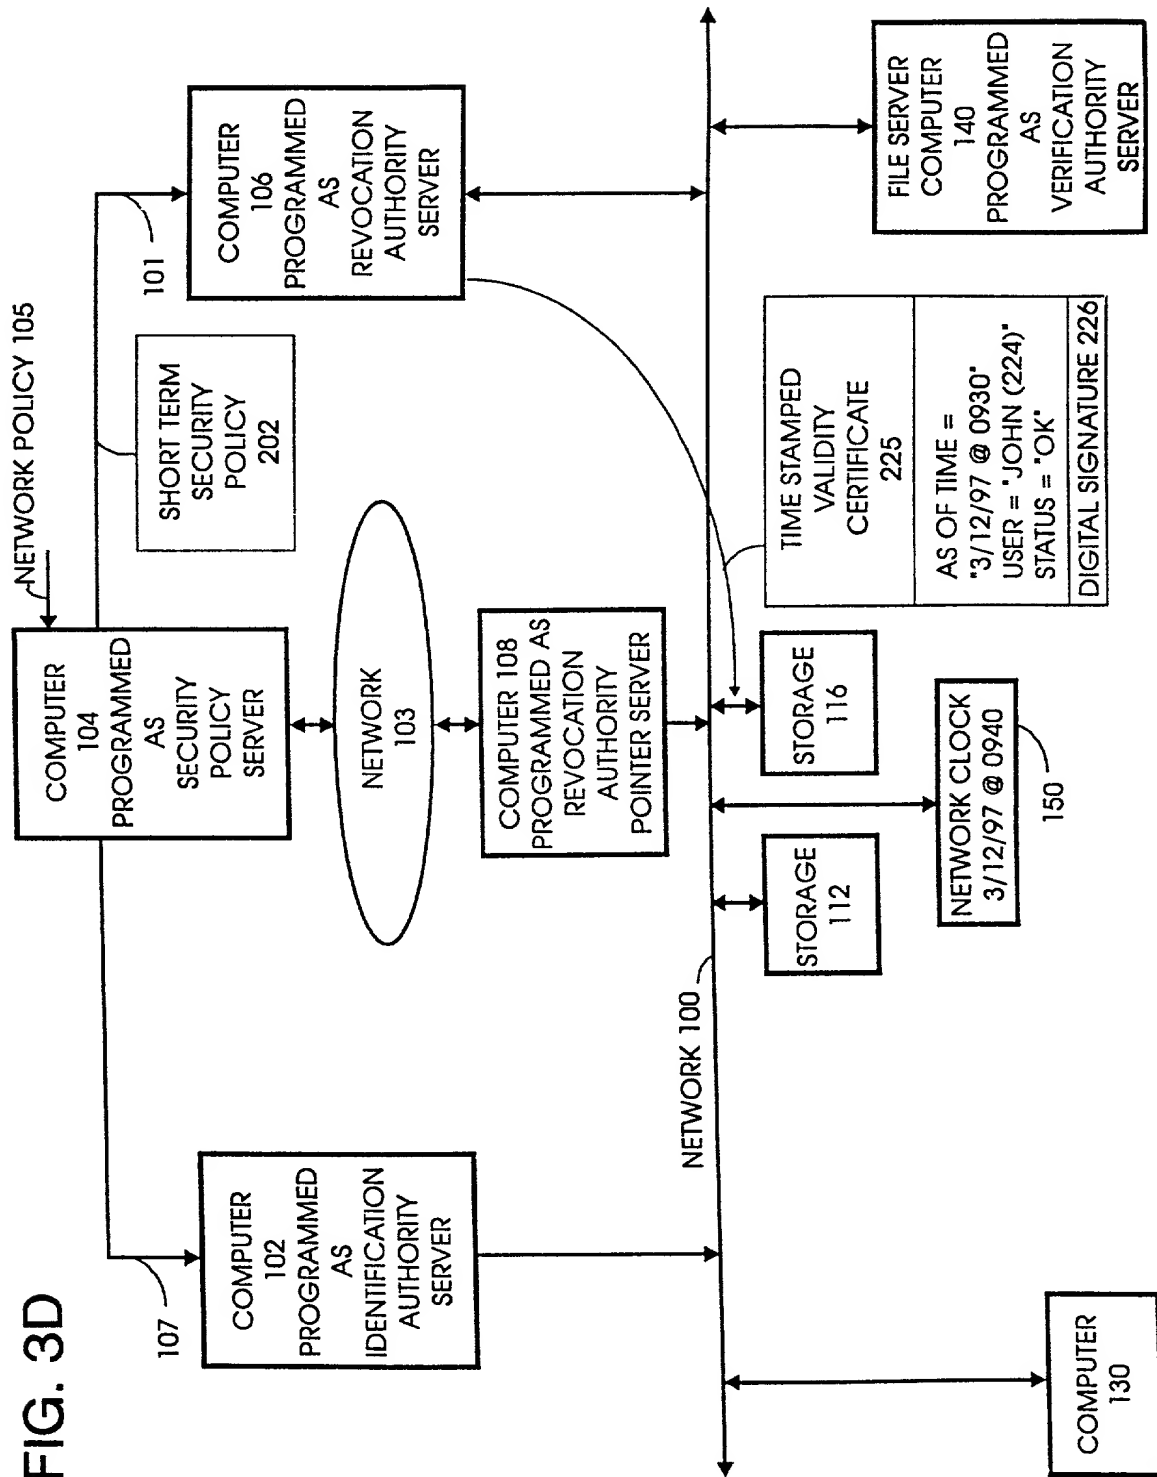 FIG. 3D
NETWORK POLICY 105
COMPUTER
104
PROGRAMMED
AS
SECURITY
POLICY
SERVER
107
SHORT TERM
SECURITY
POLICY
202
101
COMPUTER
102
PROGRAMMED
AS
IDENTIFICATION
AUTHORITY
SERVER
NETWORK
103
COMPUTER
106
PROGRAMMED
AS
REVOCATION
AUTHORITY
SERVER
COMPUTER 108
PROGRAMMED AS
REVOCATION
AUTHORITY
POINTER SERVER
NETWORK 100
STORAGE
112
STORAGE
116
TIME STAMPED
VALIDITY
CERTIFICATE
225
AS OF TIME =
"3/12/97 @ 0930"
USER = "JOHN (224)"
STATUS = "OK"
DIGITAL SIGNATURE 226
FILE SERVER
COMPUTER
140
PROGRAMMED
AS
VERIFICATION
AUTHORITY
SERVER
NETWORK CLOCK
3/12/97 @ 0940
150
COMPUTER
130